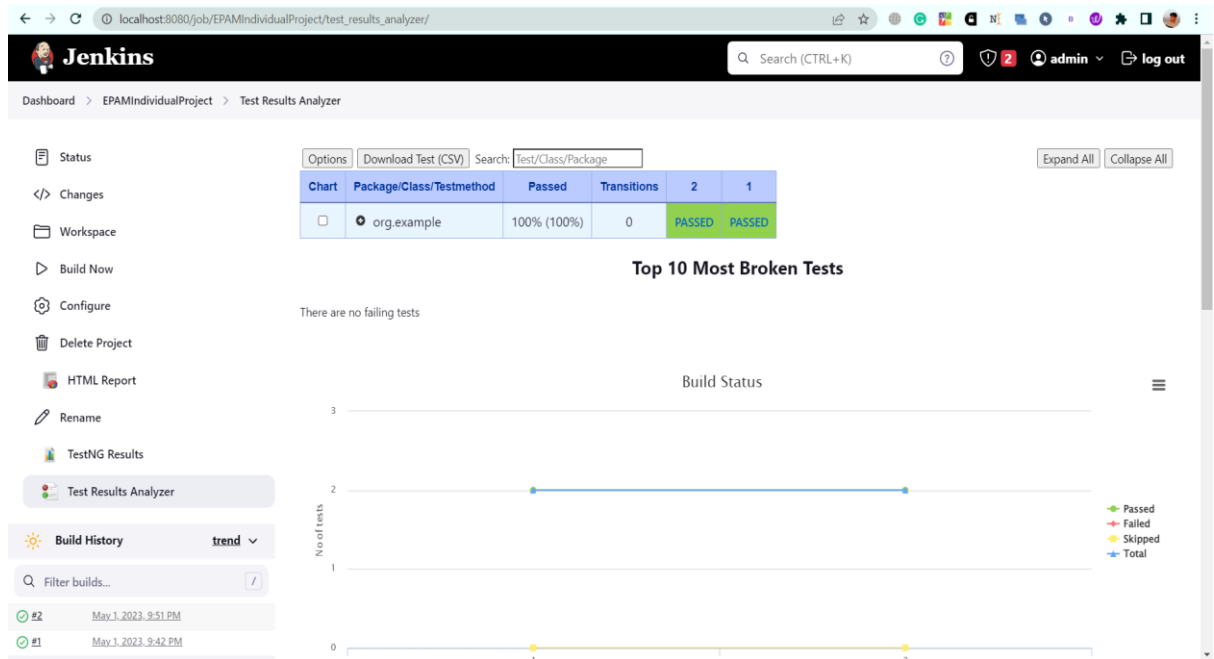 localhost:8080/job/EPAMIndividualProject/test_results_analyzer/
Jenkins
Search (CTRL+K)
2
admin
log out
Dashboard > EPAMIndividualProject > Test Results Analyzer
Status
Changes
Workspace
Build Now
Configure
Delete Project
HTML Report
Rename
TestNG Results
Test Results Analyzer
Build History trend
Filter builds... /
#2 May 1, 2023, 9:51 PM
#1 May 1, 2023, 9:42 PM
Options Download Test (CSV) Search: Test/Class/Package Expand All Collapse All
Chart Package/Class/Testmethod Passed Transitions 2 1
org.example 100% (100%) 0 PASSED PASSED
Top 10 Most Broken Tests
There are no failing tests
Build Status
No of tests
3
2
1
0
Passed
Failed
Skipped
Total